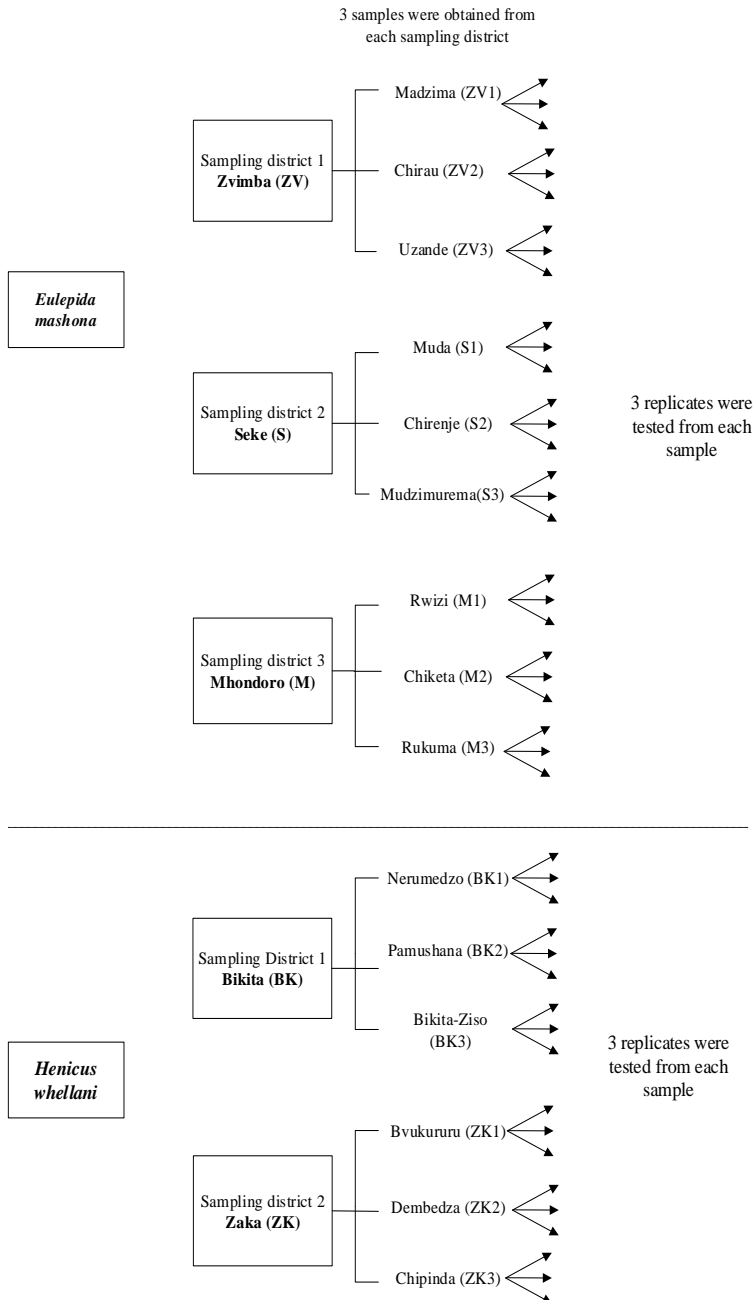 3 samples were obtained from
each sampling district
Madzima (ZV1)
Sampling district 1
Zvimba (ZV)
Chirau (ZV2)
Uzande (ZV3)
Eulepida
mashona
Muda (S1)
Sampling district 2
Seke (S)
Chirenje (S2)
Mudzimurema(S3)
3 replicates were
tested from each
sample
Rwizi (M1)
Sampling district 3
Mhondoro (M)
Chiketa (M2)
Rukuma (M3)
Nerumedzo (BK1)
Sampling District 1
Bikita (BK)
Pamushana (BK2)
Bikita-Ziso
(BK3)
Henicus
whellani
3 replicates were
tested from each
sample
Bvukururu (ZK1)
Sampling district 2
Zaka (ZK)
Dembedza (ZK2)
Chipinda (ZK3)